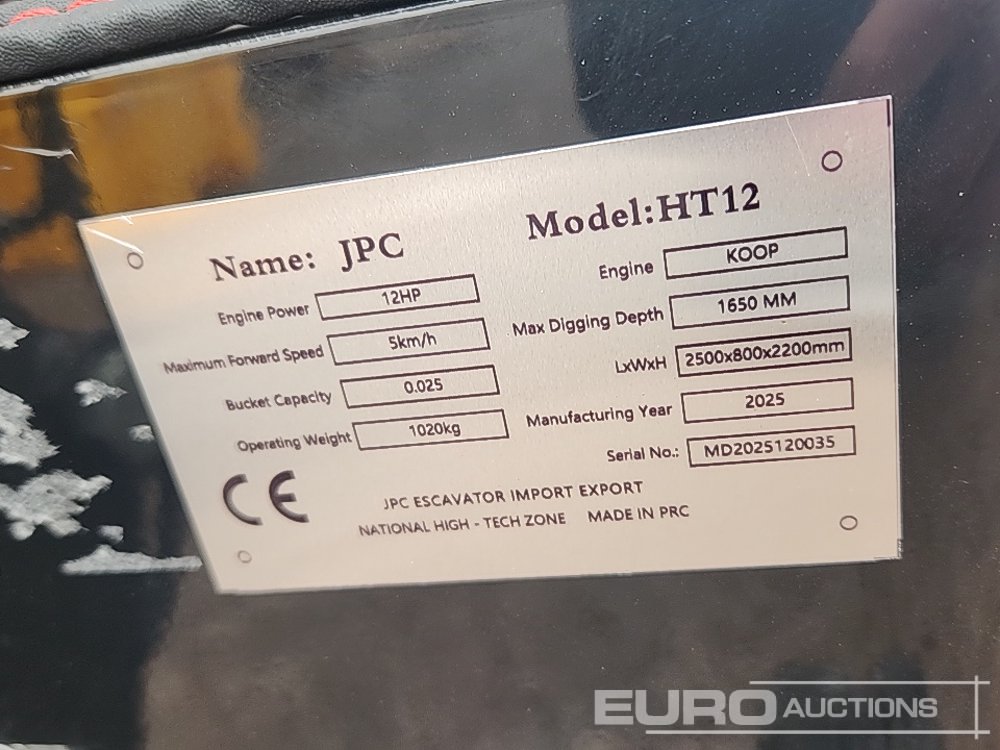 Name: JPC
Model:HT12
Engine Power 12HP
Engine KOOP
Maximum Forward Speed 5km/h
Max Digging Depth 1650 MM
Bucket Capacity 0.025
LxWxH 2500x800x2200mm
Operating Weight 1020kg
Manufacturing Year 2025
Serial No.: MD2025120035
CE
JPC ESCAVATOR IMPORT EXPORT
NATIONAL HIGH - TECH ZONE MADE IN PRC
EURO AUCTIONS